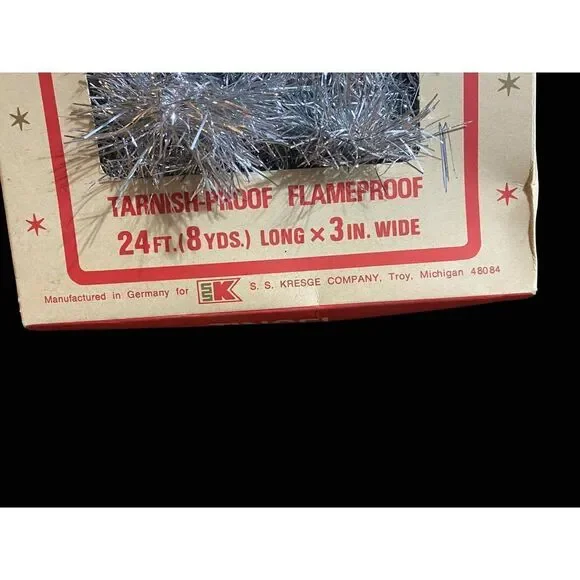 TARNISH-PROOF FLAMEPROOF
24 FT. (8 YDS.) LONG × 3 IN. WIDE
Manufactured in Germany for SSK S. S. KRESGE COMPANY, Troy, Michigan 48084